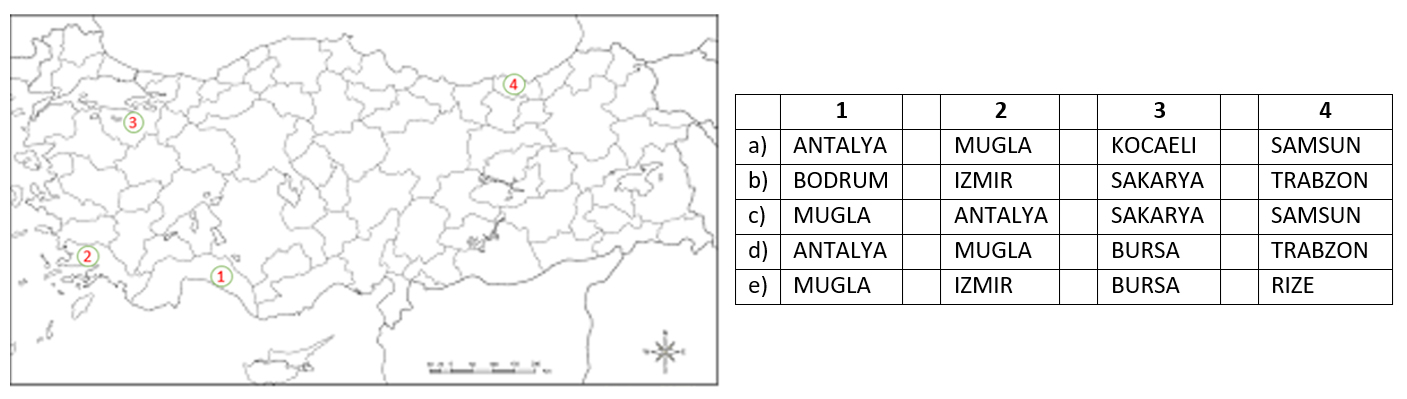 4
3
2
1
1 2 3 4
a) ANTALYA MUGLA KOCAELI SAMSUN
b) BODRUM IZMIR SAKARYA TRABZON
c) MUGLA ANTALYA SAKARYA SAMSUN
d) ANTALYA MUGLA BURSA TRABZON
e) MUGLA IZMIR BURSA RIZE